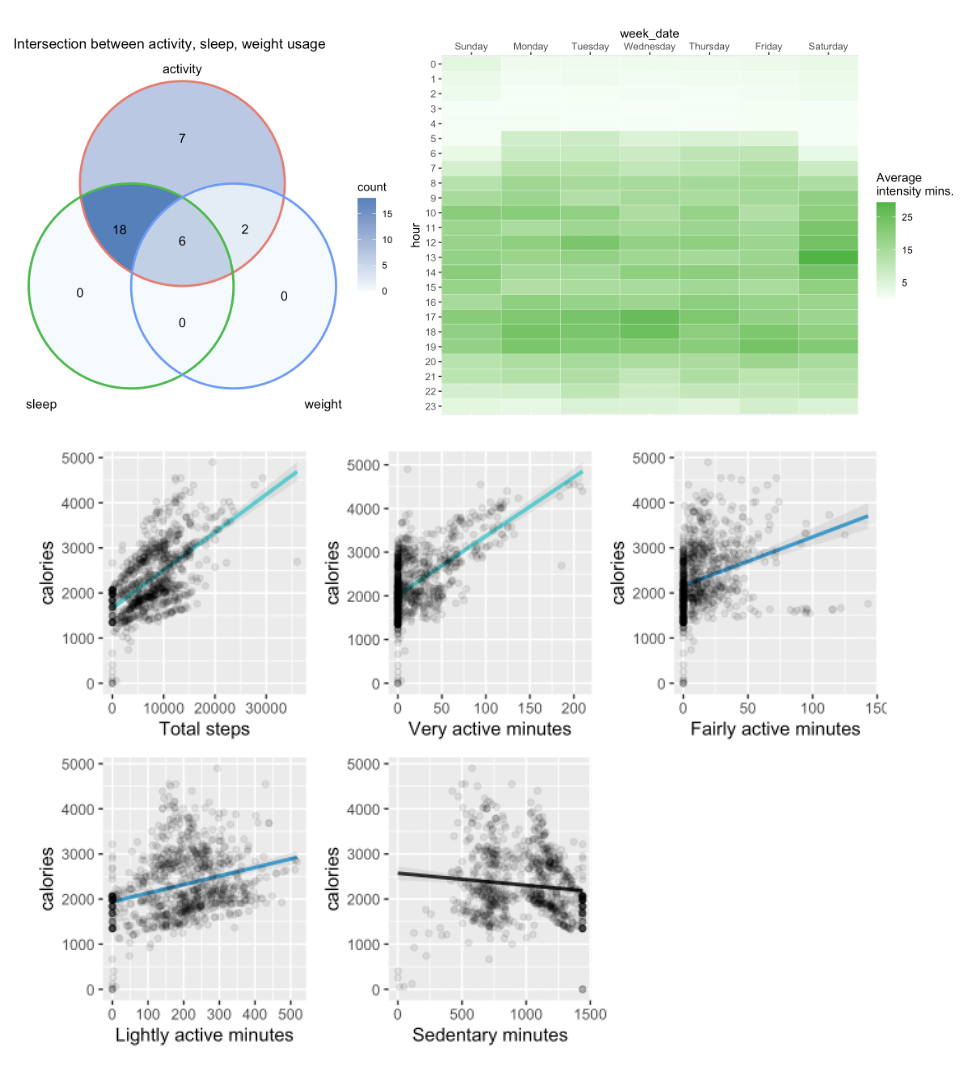 Intersection between activity, sleep, weight usage
activity
7
18
6
2
0
0
0
sleep
weight
count
15
10
5
0
week_date
Sunday Monday Tuesday Wednesday Thursday Friday Saturday
hour
0
1
2
3
4
5
6
7
8
9
10
11
12
13
14
15
16
17
18
19
20
21
22
23
Average
intensity mins.
25
15
5
calories
5000
4000
3000
2000
1000
0
0 10000 20000 30000
Total steps
calories
5000
4000
3000
2000
1000
0
0 50 100 150 200
Very active minutes
calories
5000
4000
3000
2000
1000
0
0 50 100
Fairly active minutes
calories
5000
4000
3000
2000
1000
0
0 100 200 300 400 500
Lightly active minutes
calories
5000
4000
3000
2000
1000
0
0 500 1000 1500
Sedentary minutes